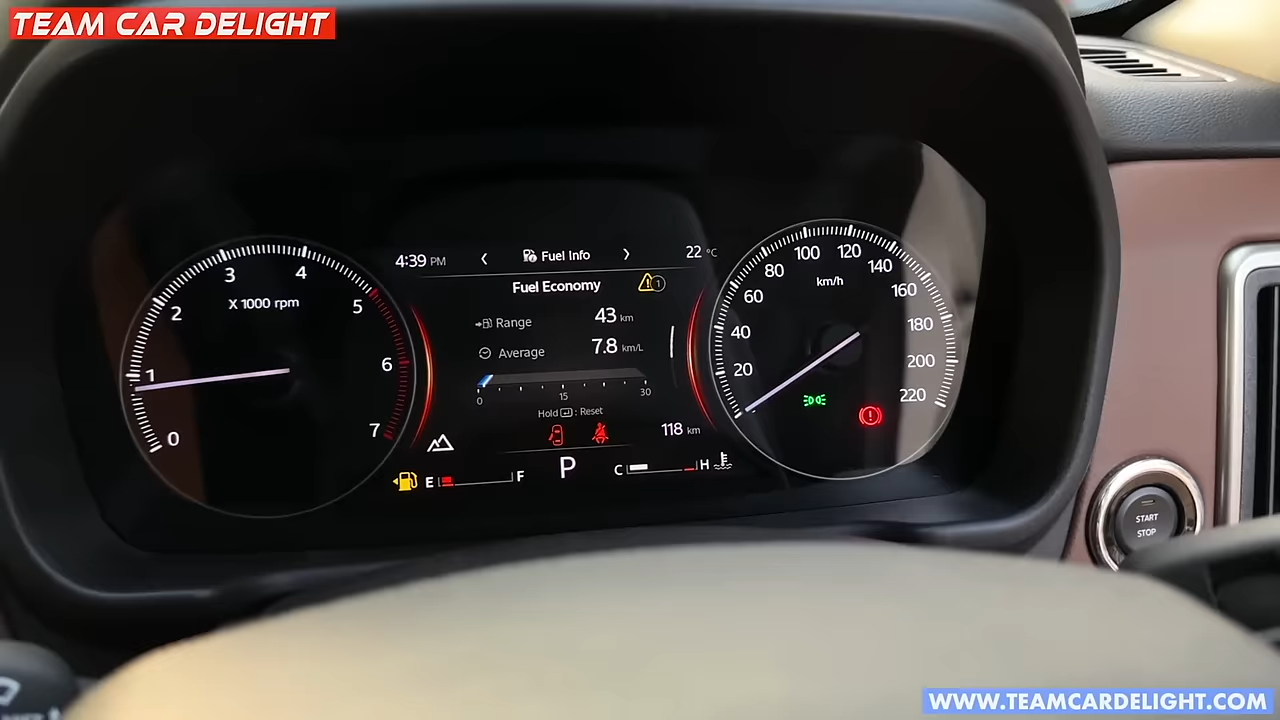 TEAM CAR DELIGHT
4:39 PM
Fuel Info
22 °C
Fuel Economy
1
Range
43 km
Average
7.8 km/L
0
15
30
Hold : Reset
118 km
E
F
P
C
H
0
1
2
3
4
5
6
7
X 1000 rpm
20
40
60
80
100
120
140
160
180
200
220
km/h
START
STOP
WWW.TEAMCARDELIGHT.COM